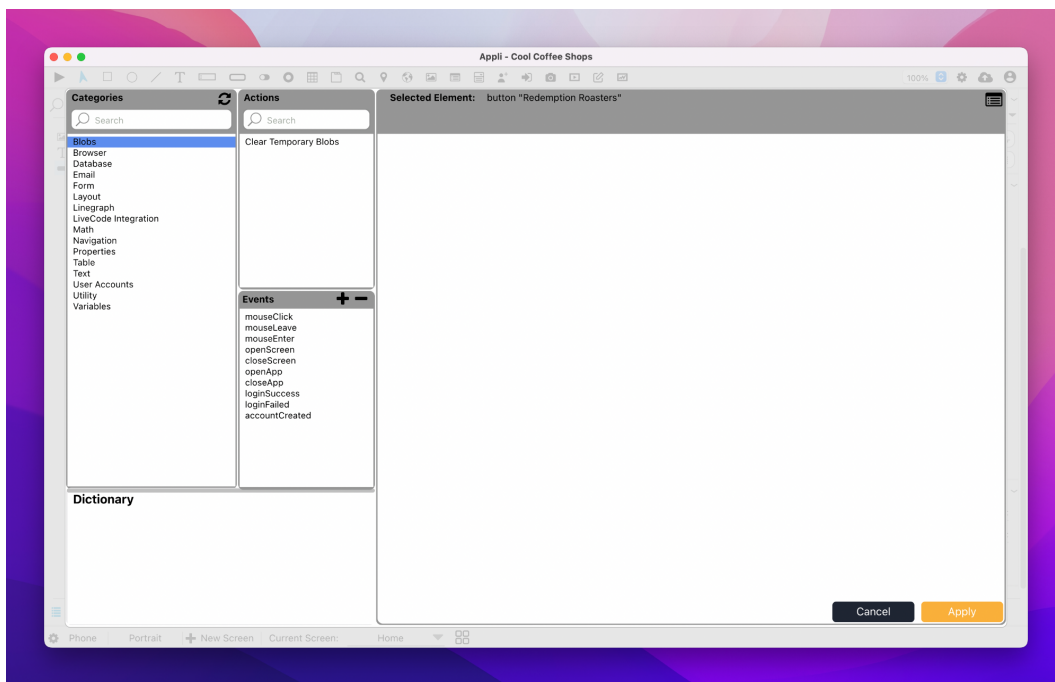 Appli - Cool Coffee Shops
T
100%
Categories
Search
Blobs
Browser
Database
Email
Form
Layout
Linegraph
LiveCode Integration
Math
Navigation
Properties
Table
Text
User Accounts
Utility
Variables
Actions
Search
Clear Temporary Blobs
Events
mouseClick
mouseLeave
mouseEnter
openScreen
closeScreen
openApp
closeApp
loginSuccess
loginFailed
accountCreated
Selected Element: button "Redemption Roasters"
Dictionary
Cancel Apply
Phone Portrait New Screen Current Screen: Home